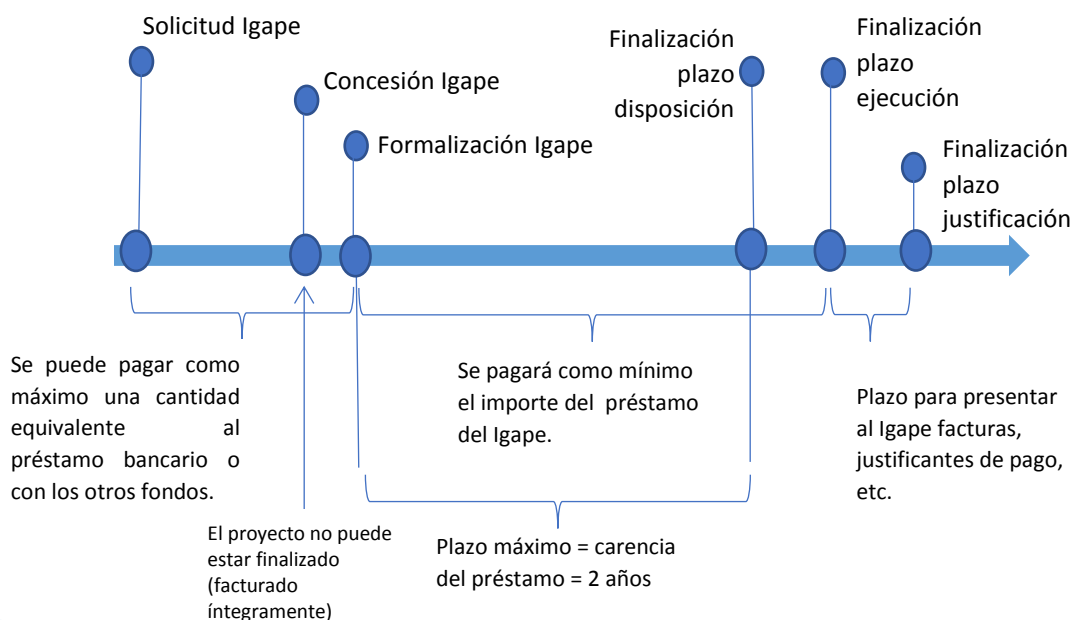 Solicitud Igape
Concesión Igape
Formalización Igape
Finalización
plazo
disposición
Finalización
plazo
ejecución
Finalización
plazo
justificación
Se puede pagar como
máximo una cantidad
equivalente al
préstamo bancario o
con los otros fondos.
Se pagará como mínimo
el importe del préstamo
del Igape.
Plazo para presentar
al Igape facturas,
justificantes de pago,
etc.
El proyecto no puede
estar finalizado
(facturado
íntegramente)
Plazo máximo = carencia
del préstamo = 2 años